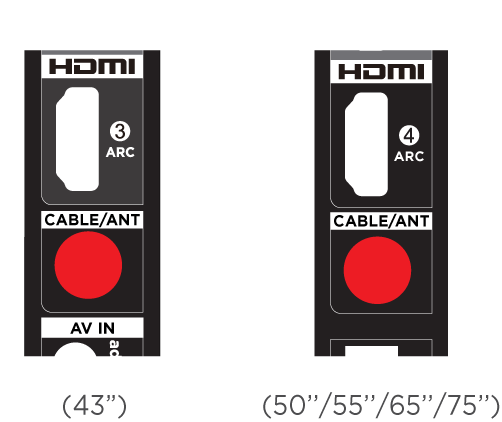 HDMI
3
ARC
CABLE/ANT
AV IN
(43”)
HDMI
4
ARC
CABLE/ANT
(50’’/55’’/65’’/75’’)